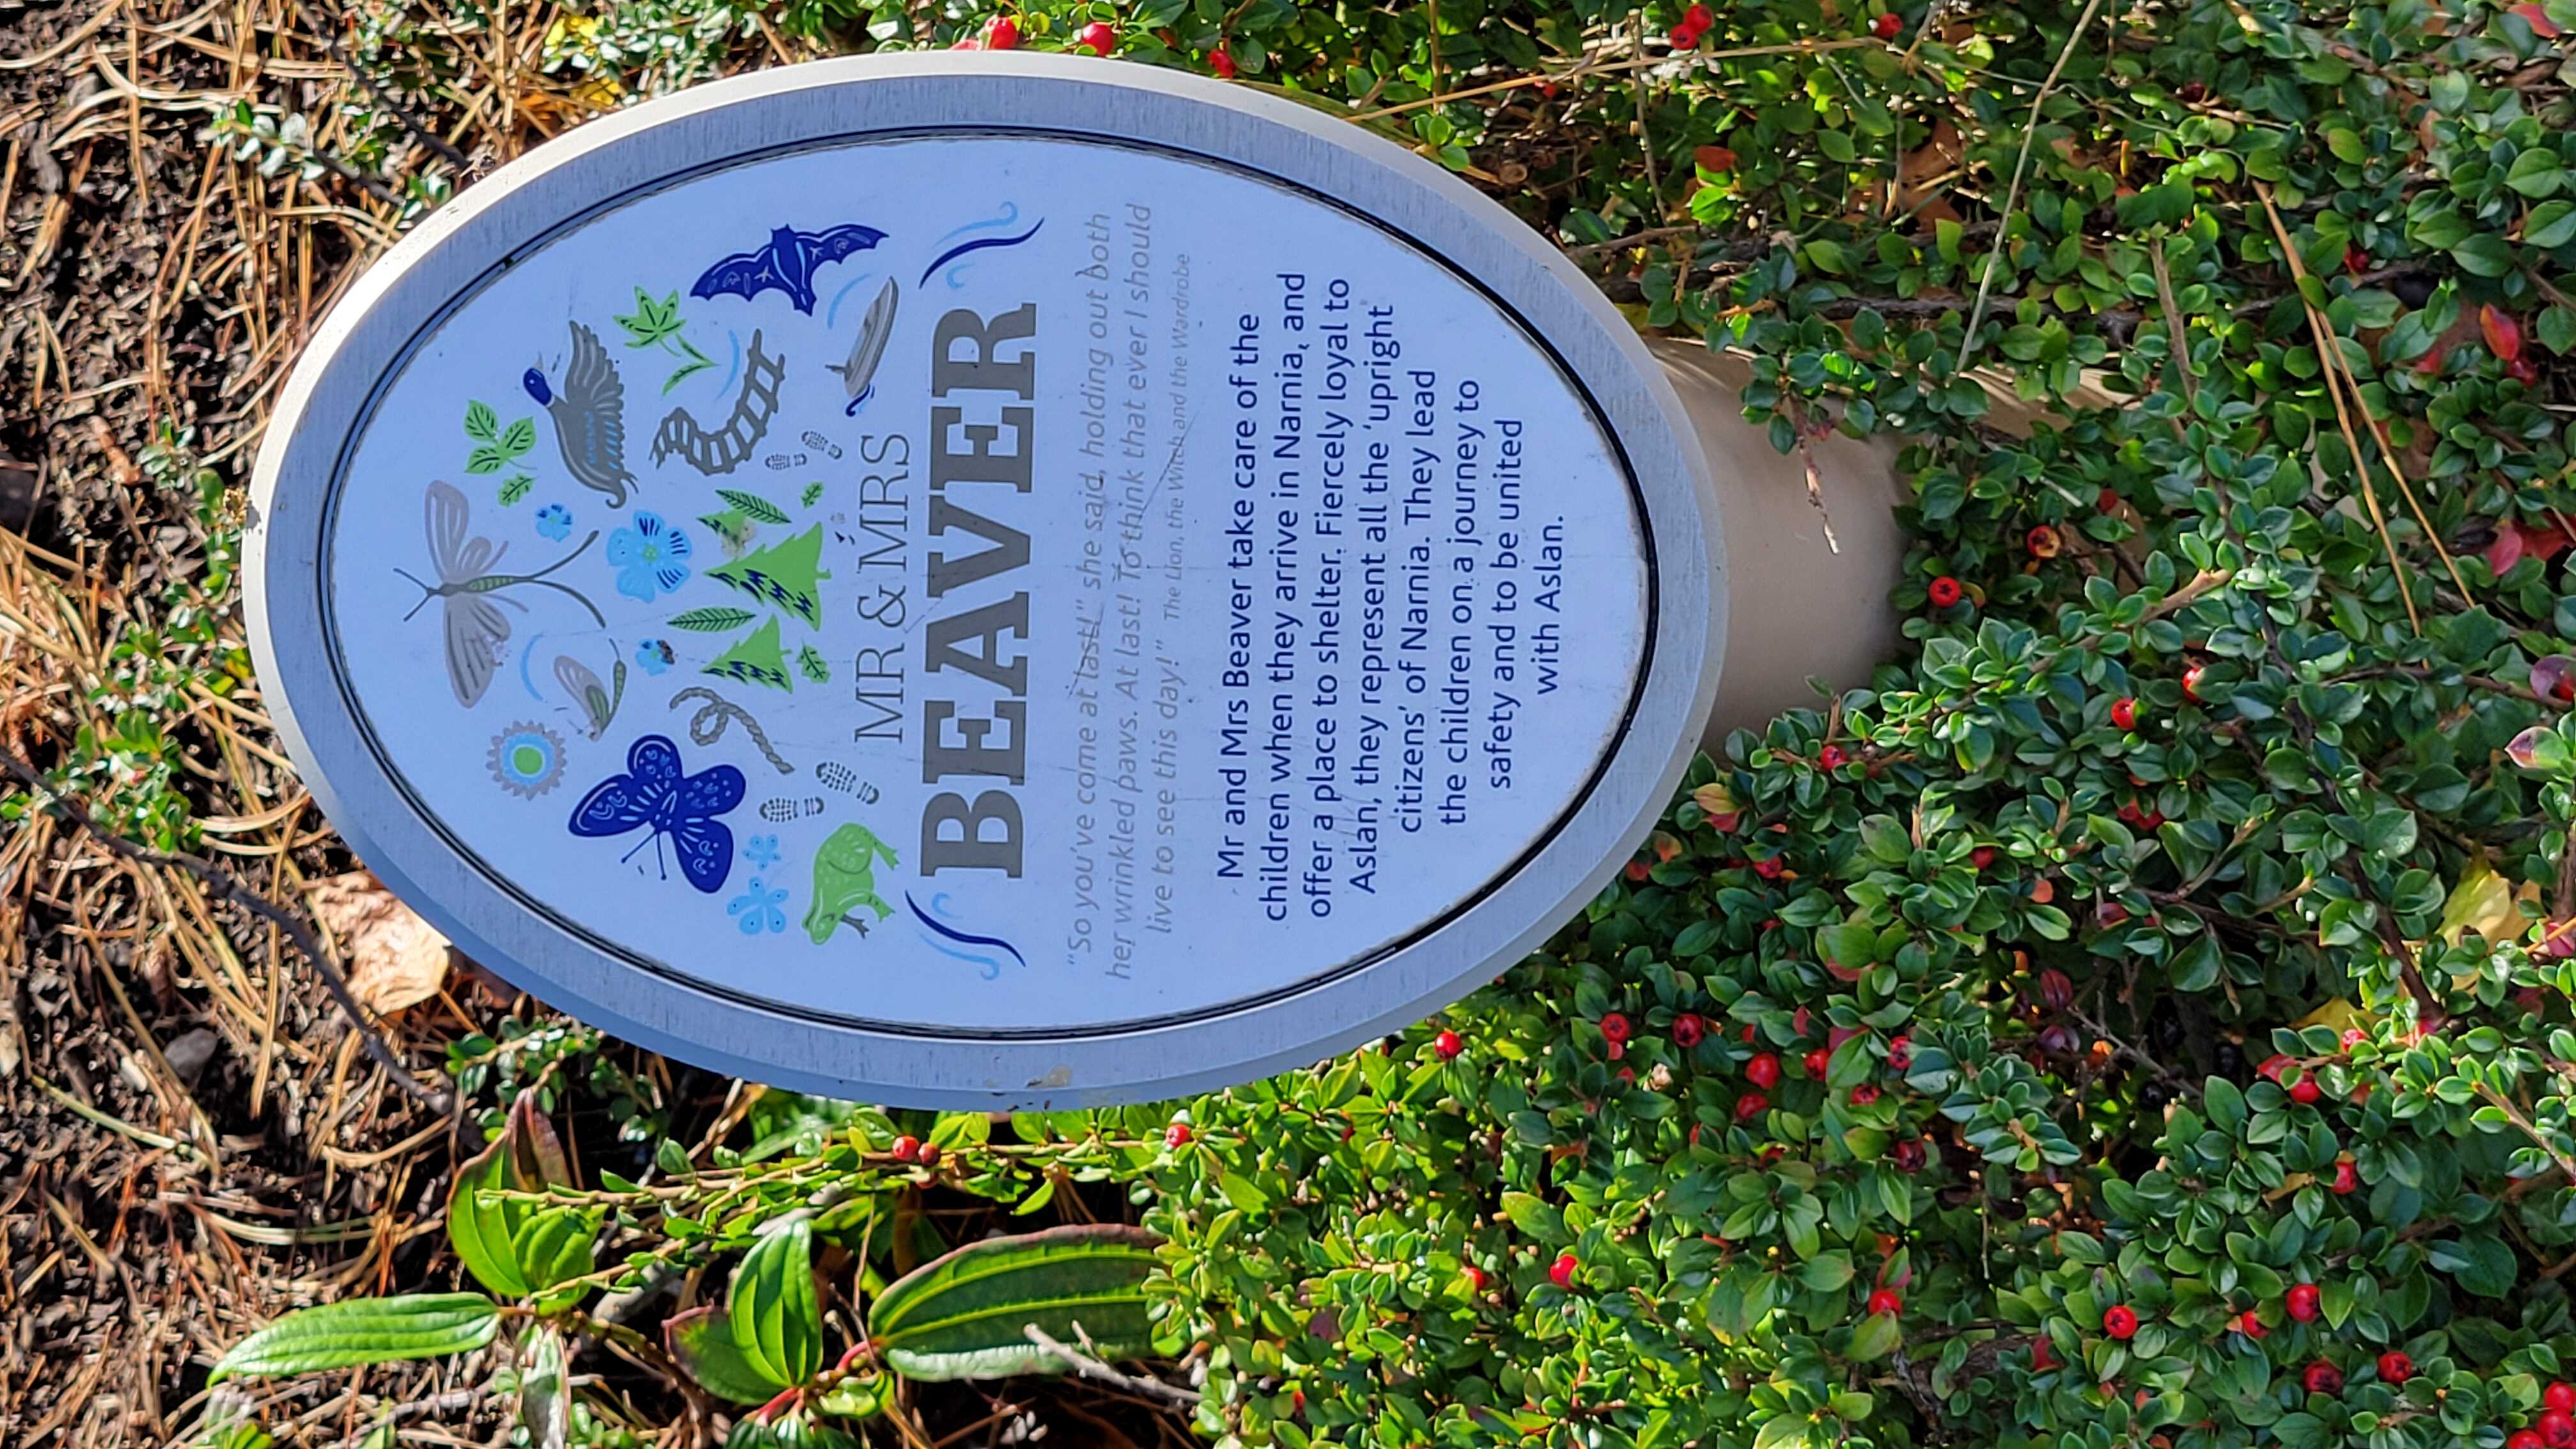 MR & MRS
BEAVER
“So you’ve come at last!” she said, holding out both
her wrinkled paws. At last! To think that ever I should
live to see this day!” The Lion, the Witch and the Wardrobe
Mr and Mrs Beaver take care of the
children when they arrive in Narnia, and
offer a place to shelter. Fiercely loyal to
Aslan, they represent all the ‘upright
citizens’ of Narnia. They lead
the children on a journey to
safety and to be united
with Aslan.